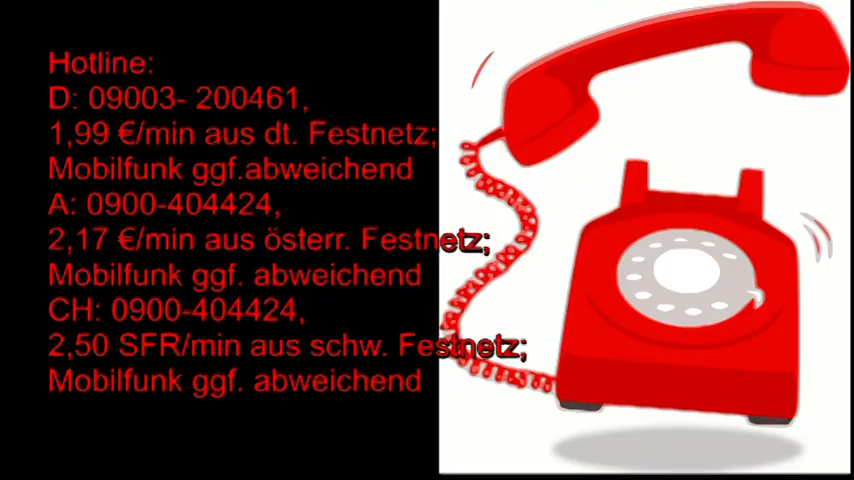 Hotline:
D: 09003- 200461,
1,99 €/min aus dt. Festnetz;
Mobilfunk ggf.abweichend
A: 0900-404424,
2,17 €/min aus österr. Festnetz;
Mobilfunk ggf. abweichend
CH: 0900-404424,
2,50 SFR/min aus schw. Festnetz;
Mobilfunk ggf. abweichend